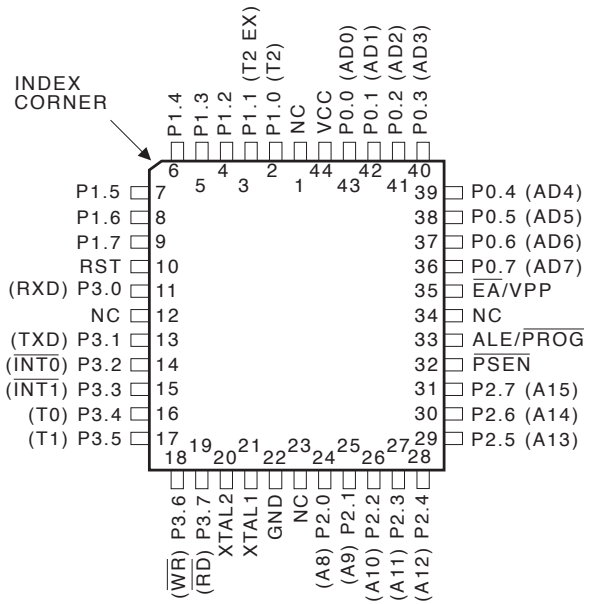 INDEX
CORNER
P1.4
P1.3
P1.2
P1.1 (T2 EX)
P1.0 (T2)
NC
VCC
P0.0 (AD0)
P0.1 (AD1)
P0.2 (AD2)
P0.3 (AD3)
6
5
4
3
2
1
44
43
42
41
40
P1.5 7
P1.6 8
P1.7 9
RST 10
(RXD) P3.0 11
NC 12
(TXD) P3.1 13
(INT0) P3.2 14
(INT1) P3.3 15
(T0) P3.4 16
(T1) P3.5 17
39 P0.4 (AD4)
38 P0.5 (AD5)
37 P0.6 (AD6)
36 P0.7 (AD7)
35 EA/VPP
34 NC
33 ALE/PROG
32 PSEN
31 P2.7 (A15)
30 P2.6 (A14)
29 P2.5 (A13)
18
19
20
21
22
23
24
25
26
27
28
(WR) P3.6
(RD) P3.7
XTAL2
XTAL1
GND
NC
(A8) P2.0
(A9) P2.1
(A10) P2.2
(A11) P2.3
(A12) P2.4